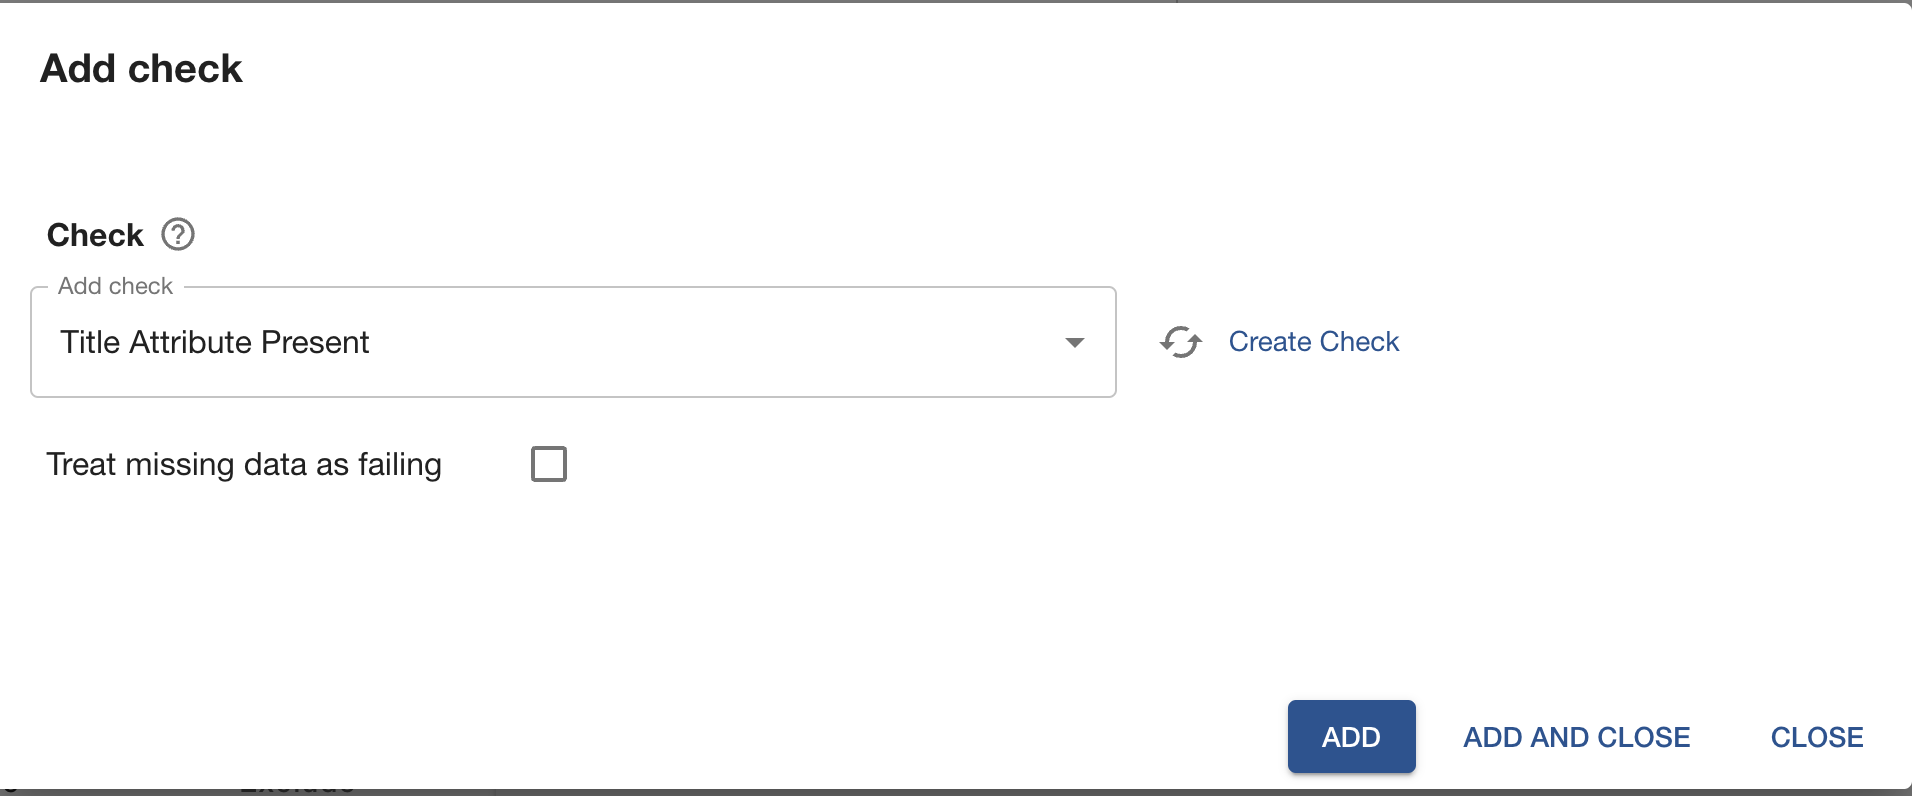 Add check
Check ?
Add check
Title Attribute Present
Create Check
Treat missing data as failing
ADD ADD AND CLOSE CLOSE